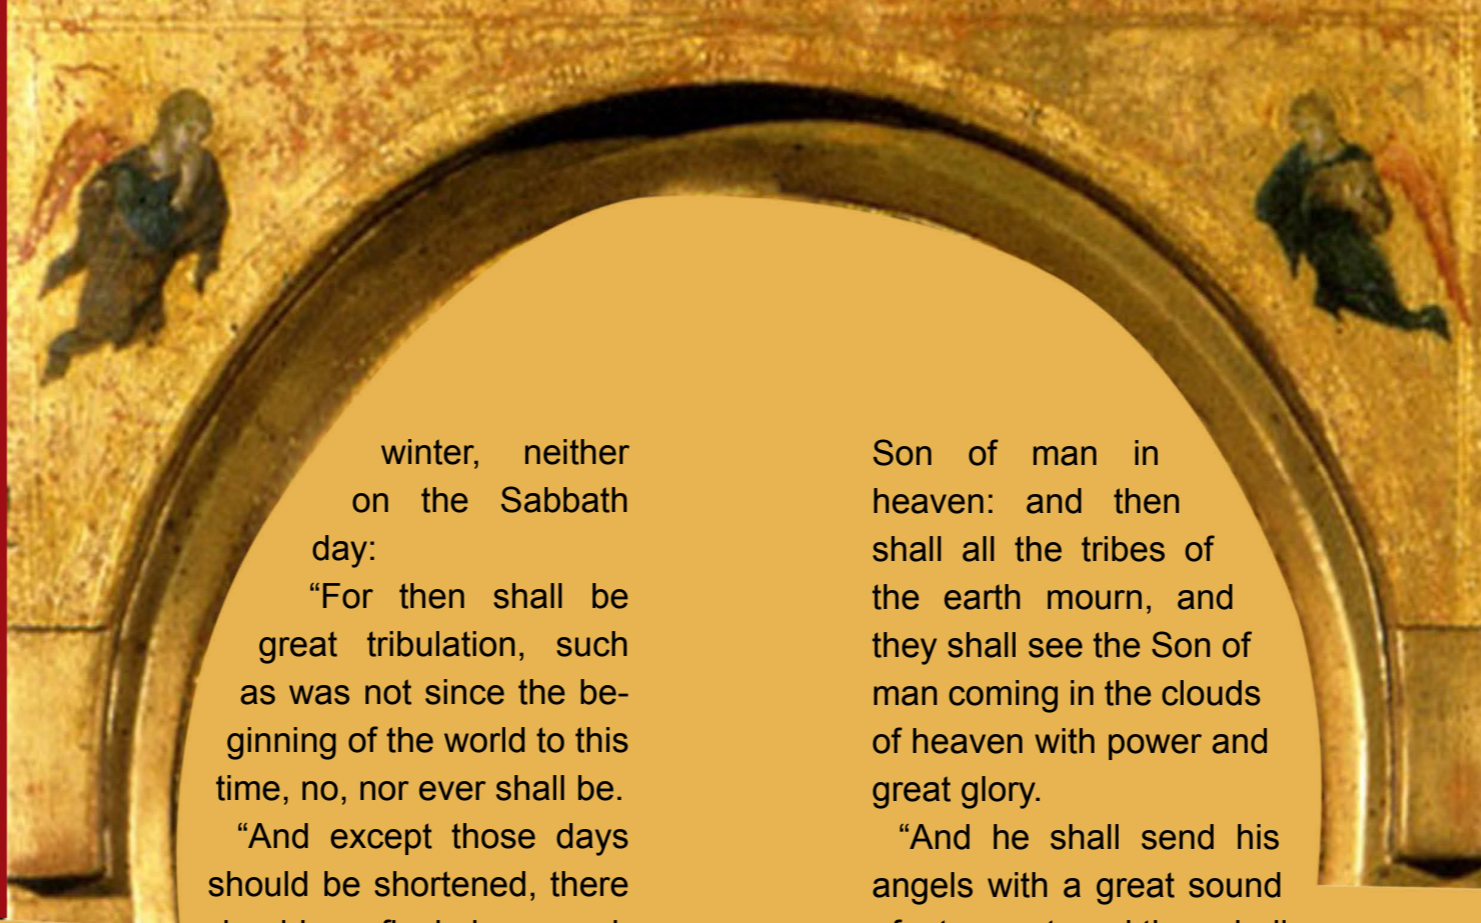 winter, neither
on the Sabbath
day:
“For then shall be
great tribulation, such
as was not since the be-
ginning of the world to this
time, no, nor ever shall be.
“And except those days
should be shortened, there
Son of man in
heaven: and then
shall all the tribes of
the earth mourn, and
they shall see the Son of
man coming in the clouds
of heaven with power and
great glory.
“And he shall send his
angels with a great sound